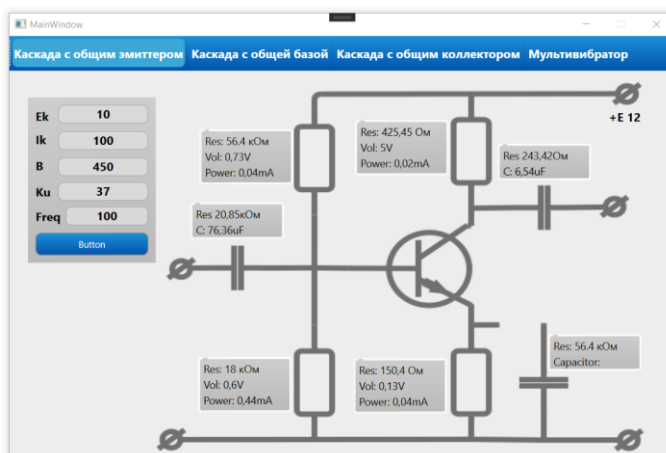 MainWindow
Каскада с общим эмиттером Каскада с общей базой Каскада с общим коллектором Мультивибратор
Ek 10
Ik 100
B 450
Ku 37
Freq 100
Button
+E 12
Res: 56.4 кОм
Vol: 0,73V
Power: 0,04mA
Res: 425,45 Ом
Vol: 5V
Power: 0,02mA
Res 243,42Ом
C: 6,54uF
Res 20,85кОм
C: 76,36uF
Res: 18 кОм
Vol: 0,6V
Power: 0,44mA
Res: 150,4 Ом
Vol: 0,13V
Power: 0,04mA
Res: 56.4 кОм
Capacitor: